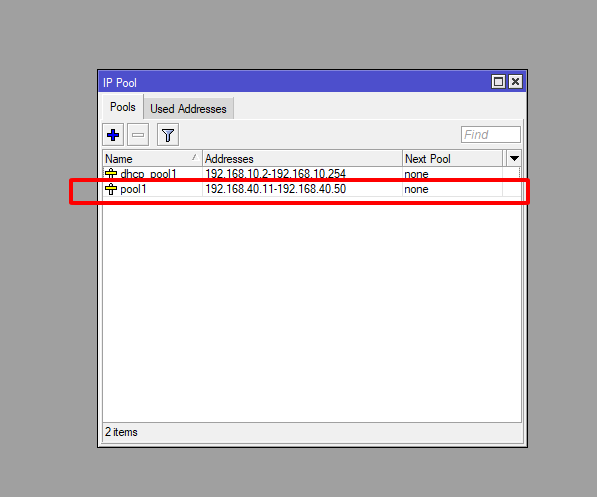 IP Pool
Pools Used Addresses
Find
Name Addresses Next Pool
dhcp_pool1 192.168.10.2-192.168.10.254 none
pool1 192.168.40.11-192.168.40.50 none
2 items